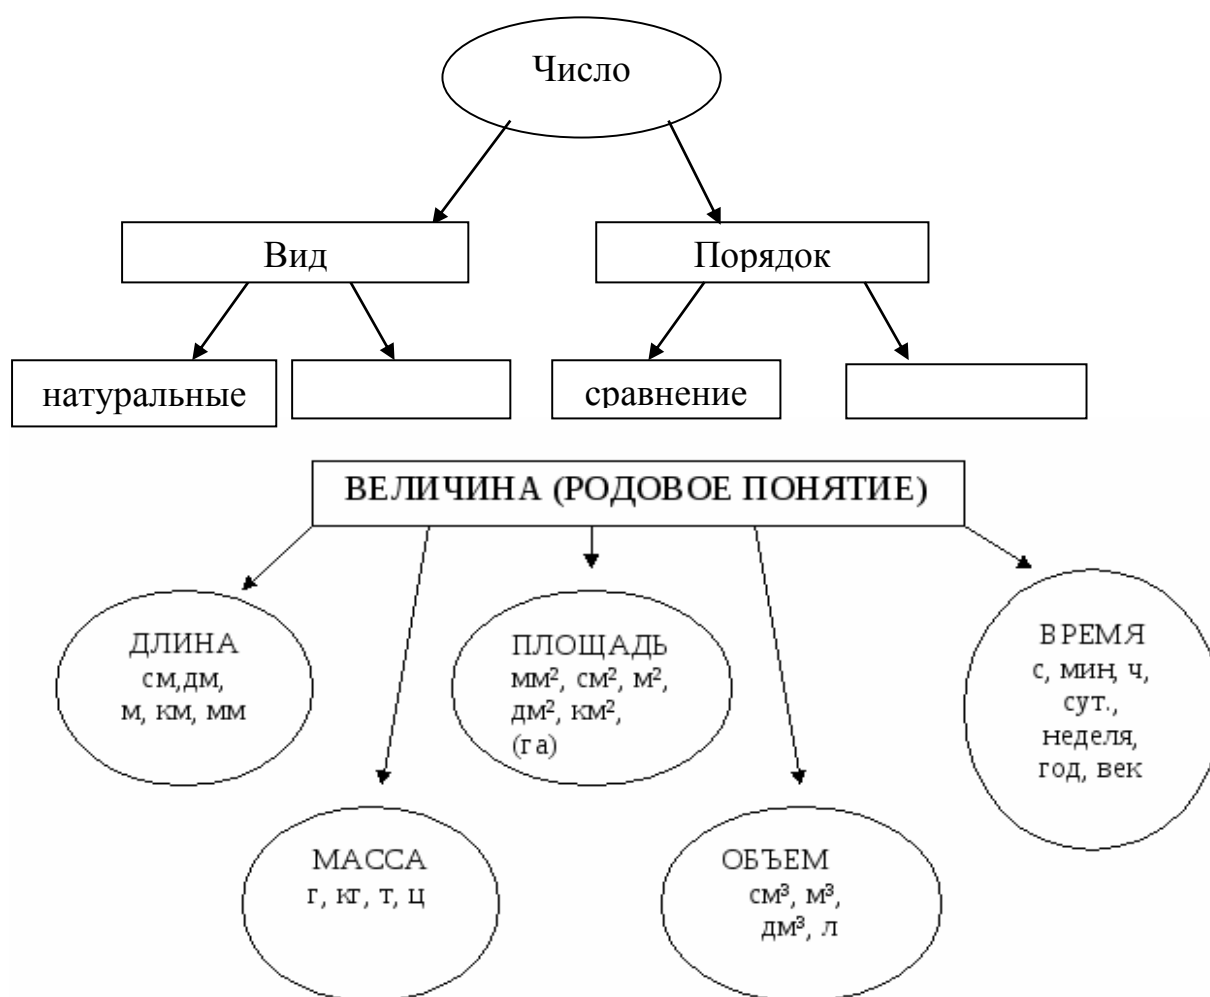 Число
Вид
Порядок
натуральные
сравнение
ВЕЛИЧИНА (РОДОВОЕ ПОНЯТИЕ)
ДЛИНА
см,дм,
м, км, мм
ПЛОЩАДЬ
мм², см², м²,
дм², км²,
(га)
ВРЕМЯ
с, мин, ч,
сут.,
неделя,
год, век
МАССА
г, кг, т, ц
ОБЪЕМ
см³, м³,
дм³, л